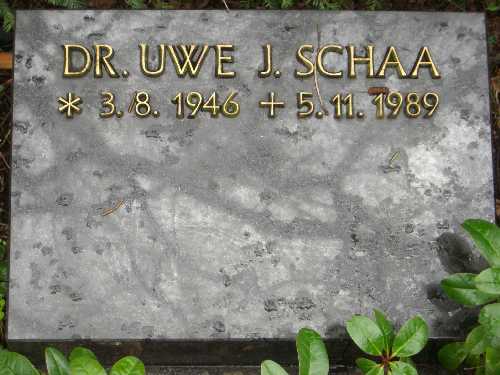 DR. UWE J. SCHAA
* 3. 8. 1946 + 5. 11. 1989